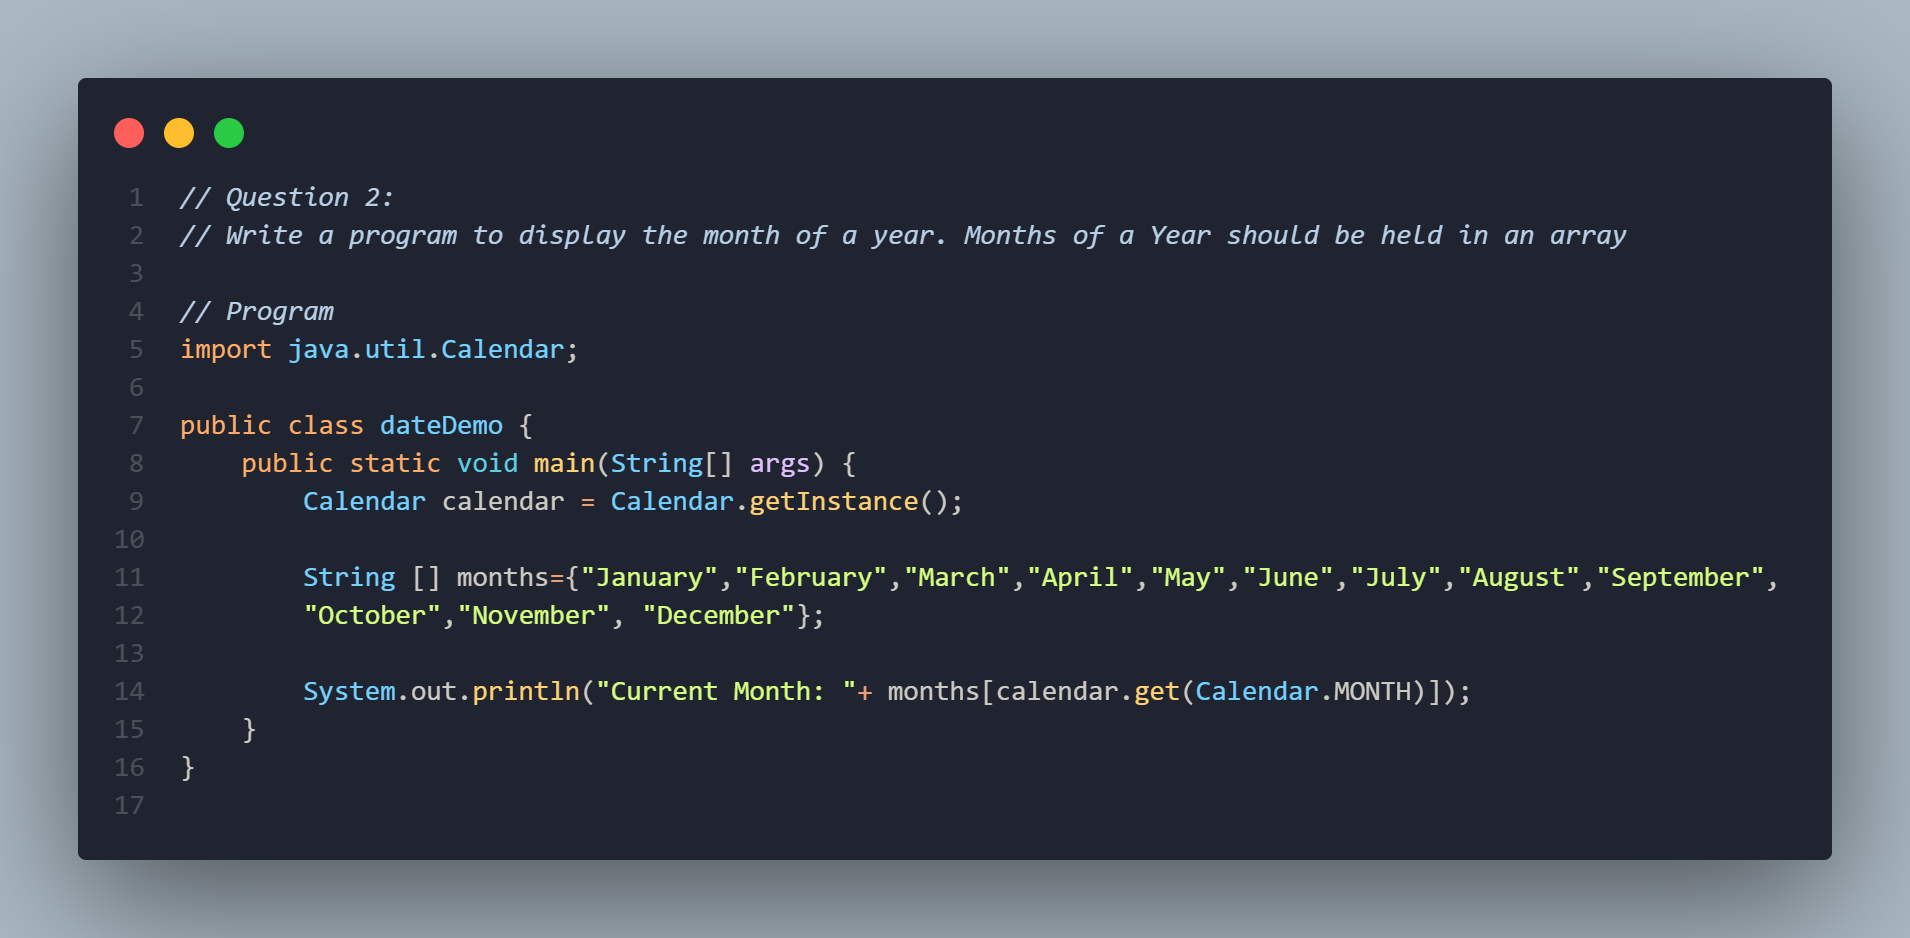 1 // Question 2:
2 // Write a program to display the month of a year. Months of a Year should be held in an array
3
4 // Program
5 import java.util.Calendar;
6
7 public class dateDemo {
8     public static void main(String[] args) {
9         Calendar calendar = Calendar.getInstance();
10
11         String [] months={"January","February","March","April","May","June","July","August","September",
12         "October","November", "December"};
13
14         System.out.println("Current Month: "+ months[calendar.get(Calendar.MONTH)]);
15     }
16 }
17